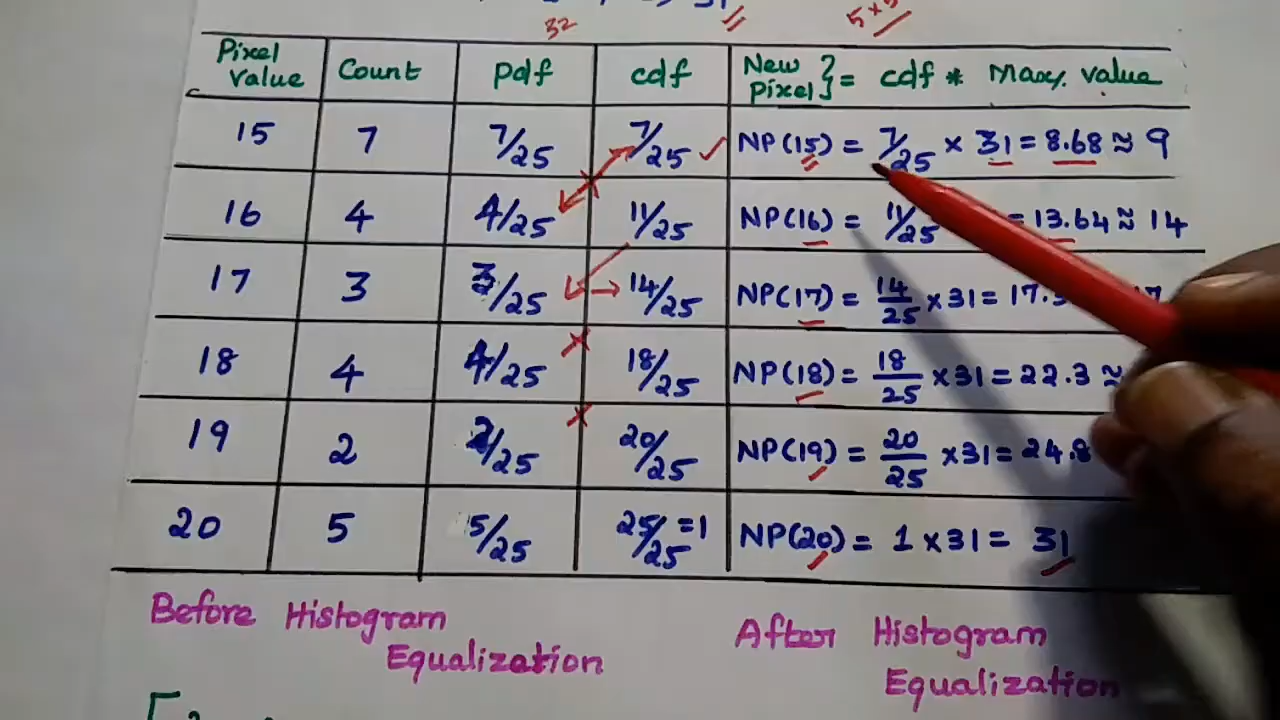 32
5×5
Pixel Value Count Pdf cdf New Pixel } = cdf * Max. value
15 7 7/25 7/25 NP(15) = 7/25 × 31 = 8.68 ≈ 9
16 4 4/25 11/25 NP(16) = 11/25 = 13.64 ≈ 14
17 3 3/25 14/25 NP(17) = 14/25 ×31 = 17.
18 4 4/25 18/25 NP(18) = 18/25 ×31 = 22.3 ≈
19 2 2/25 20/25 NP(19) = 20/25 ×31 = 24.8
20 5 5/25 25/25 =1 NP(20) = 1 ×31 = 31
Before Histogram
Equalization
After Histogram
Equalization